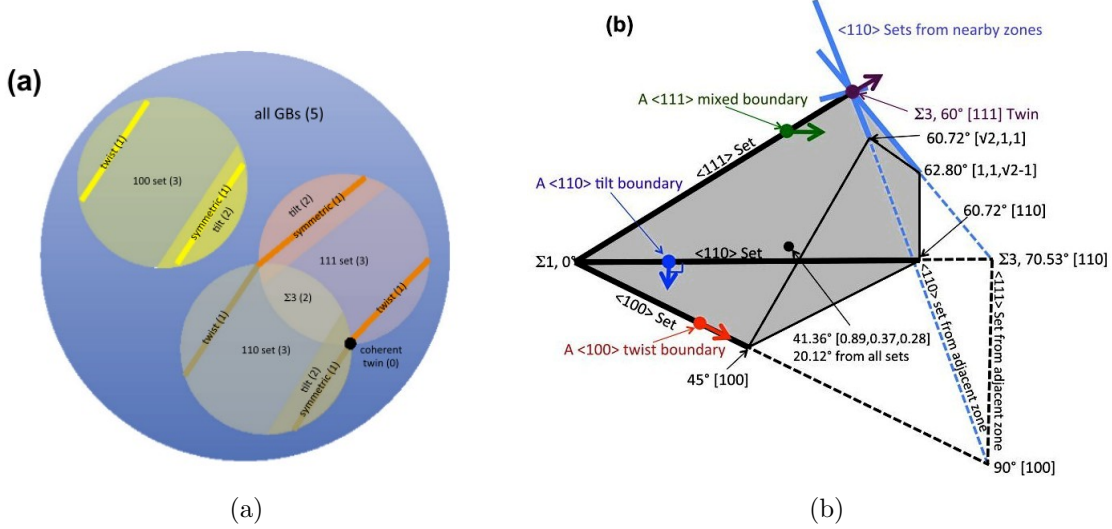 (a)
all GBs (5)
twist (1)
100 set (3)
symmetric (1)
tilt (2)
tilt (2)
symmetric (1)
111 set (3)
Σ3 (2)
twist (1)
twist (1)
110 set (3)
coherent
twin (0)
tilt (2)
symmetric (1)
(a)
(b)
<110> Sets from nearby zones
A <111> mixed boundary
Σ3, 60° [111] Twin
60.72° [√2,1,1]
<111> Set
62.80° [1,1,√2-1]
A <110> tilt boundary
60.72° [110]
Σ1, 0°
<110> Set
Σ3, 70.53° [110]
<100> Set
<110> set from adjacent zone
<111> Set from adjacent zone
A <100> twist boundary
41.36° [0.89,0.37,0.28]
20.12° from all sets
45° [100]
90° [100]
(b)